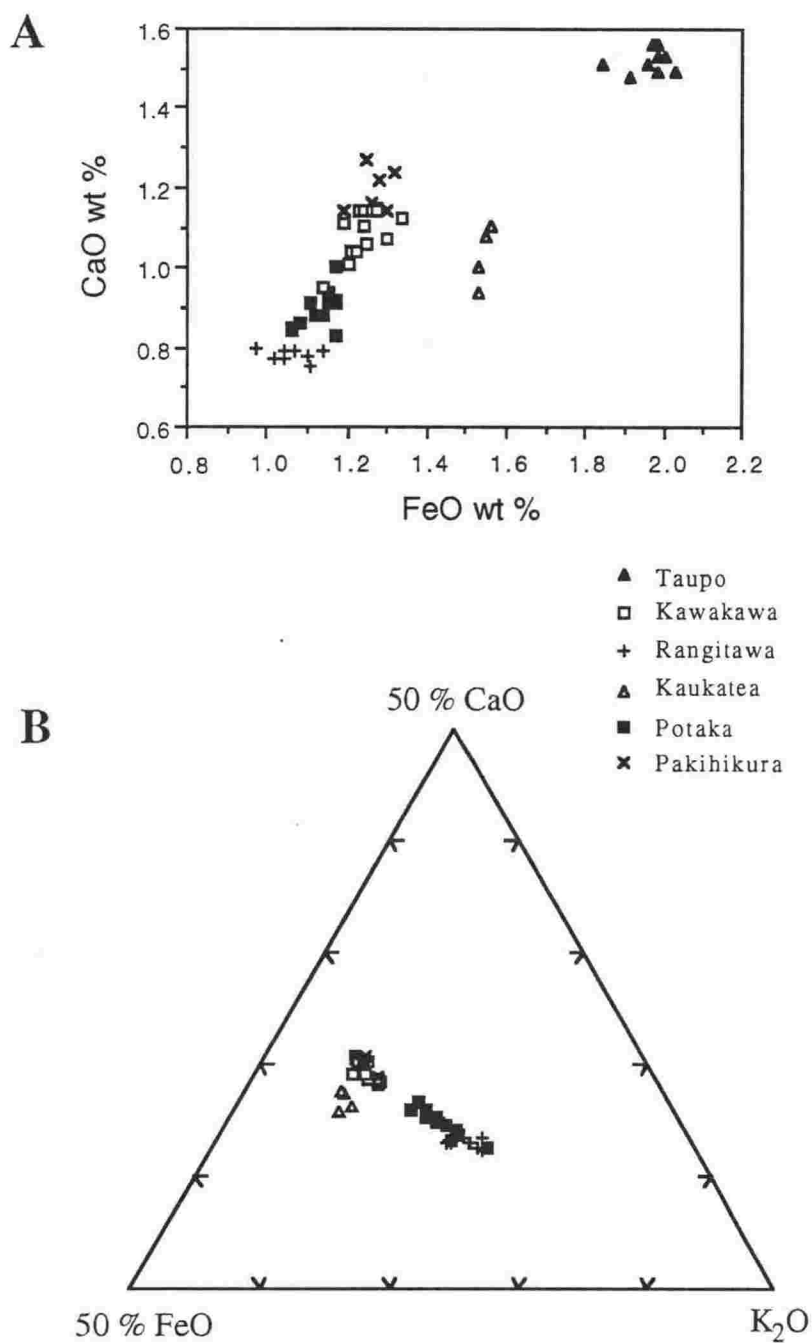 A
1.6
1.4
1.2
1.0
0.8
0.6
CaO wt %
0.8 1.0 1.2 1.4 1.6 1.8 2.0 2.2
FeO wt %
Taupo
Kawakawa
Rangitawa
Kaukatea
Potaka
Pakihikura
B
50 % CaO
50 % FeO
K₂O